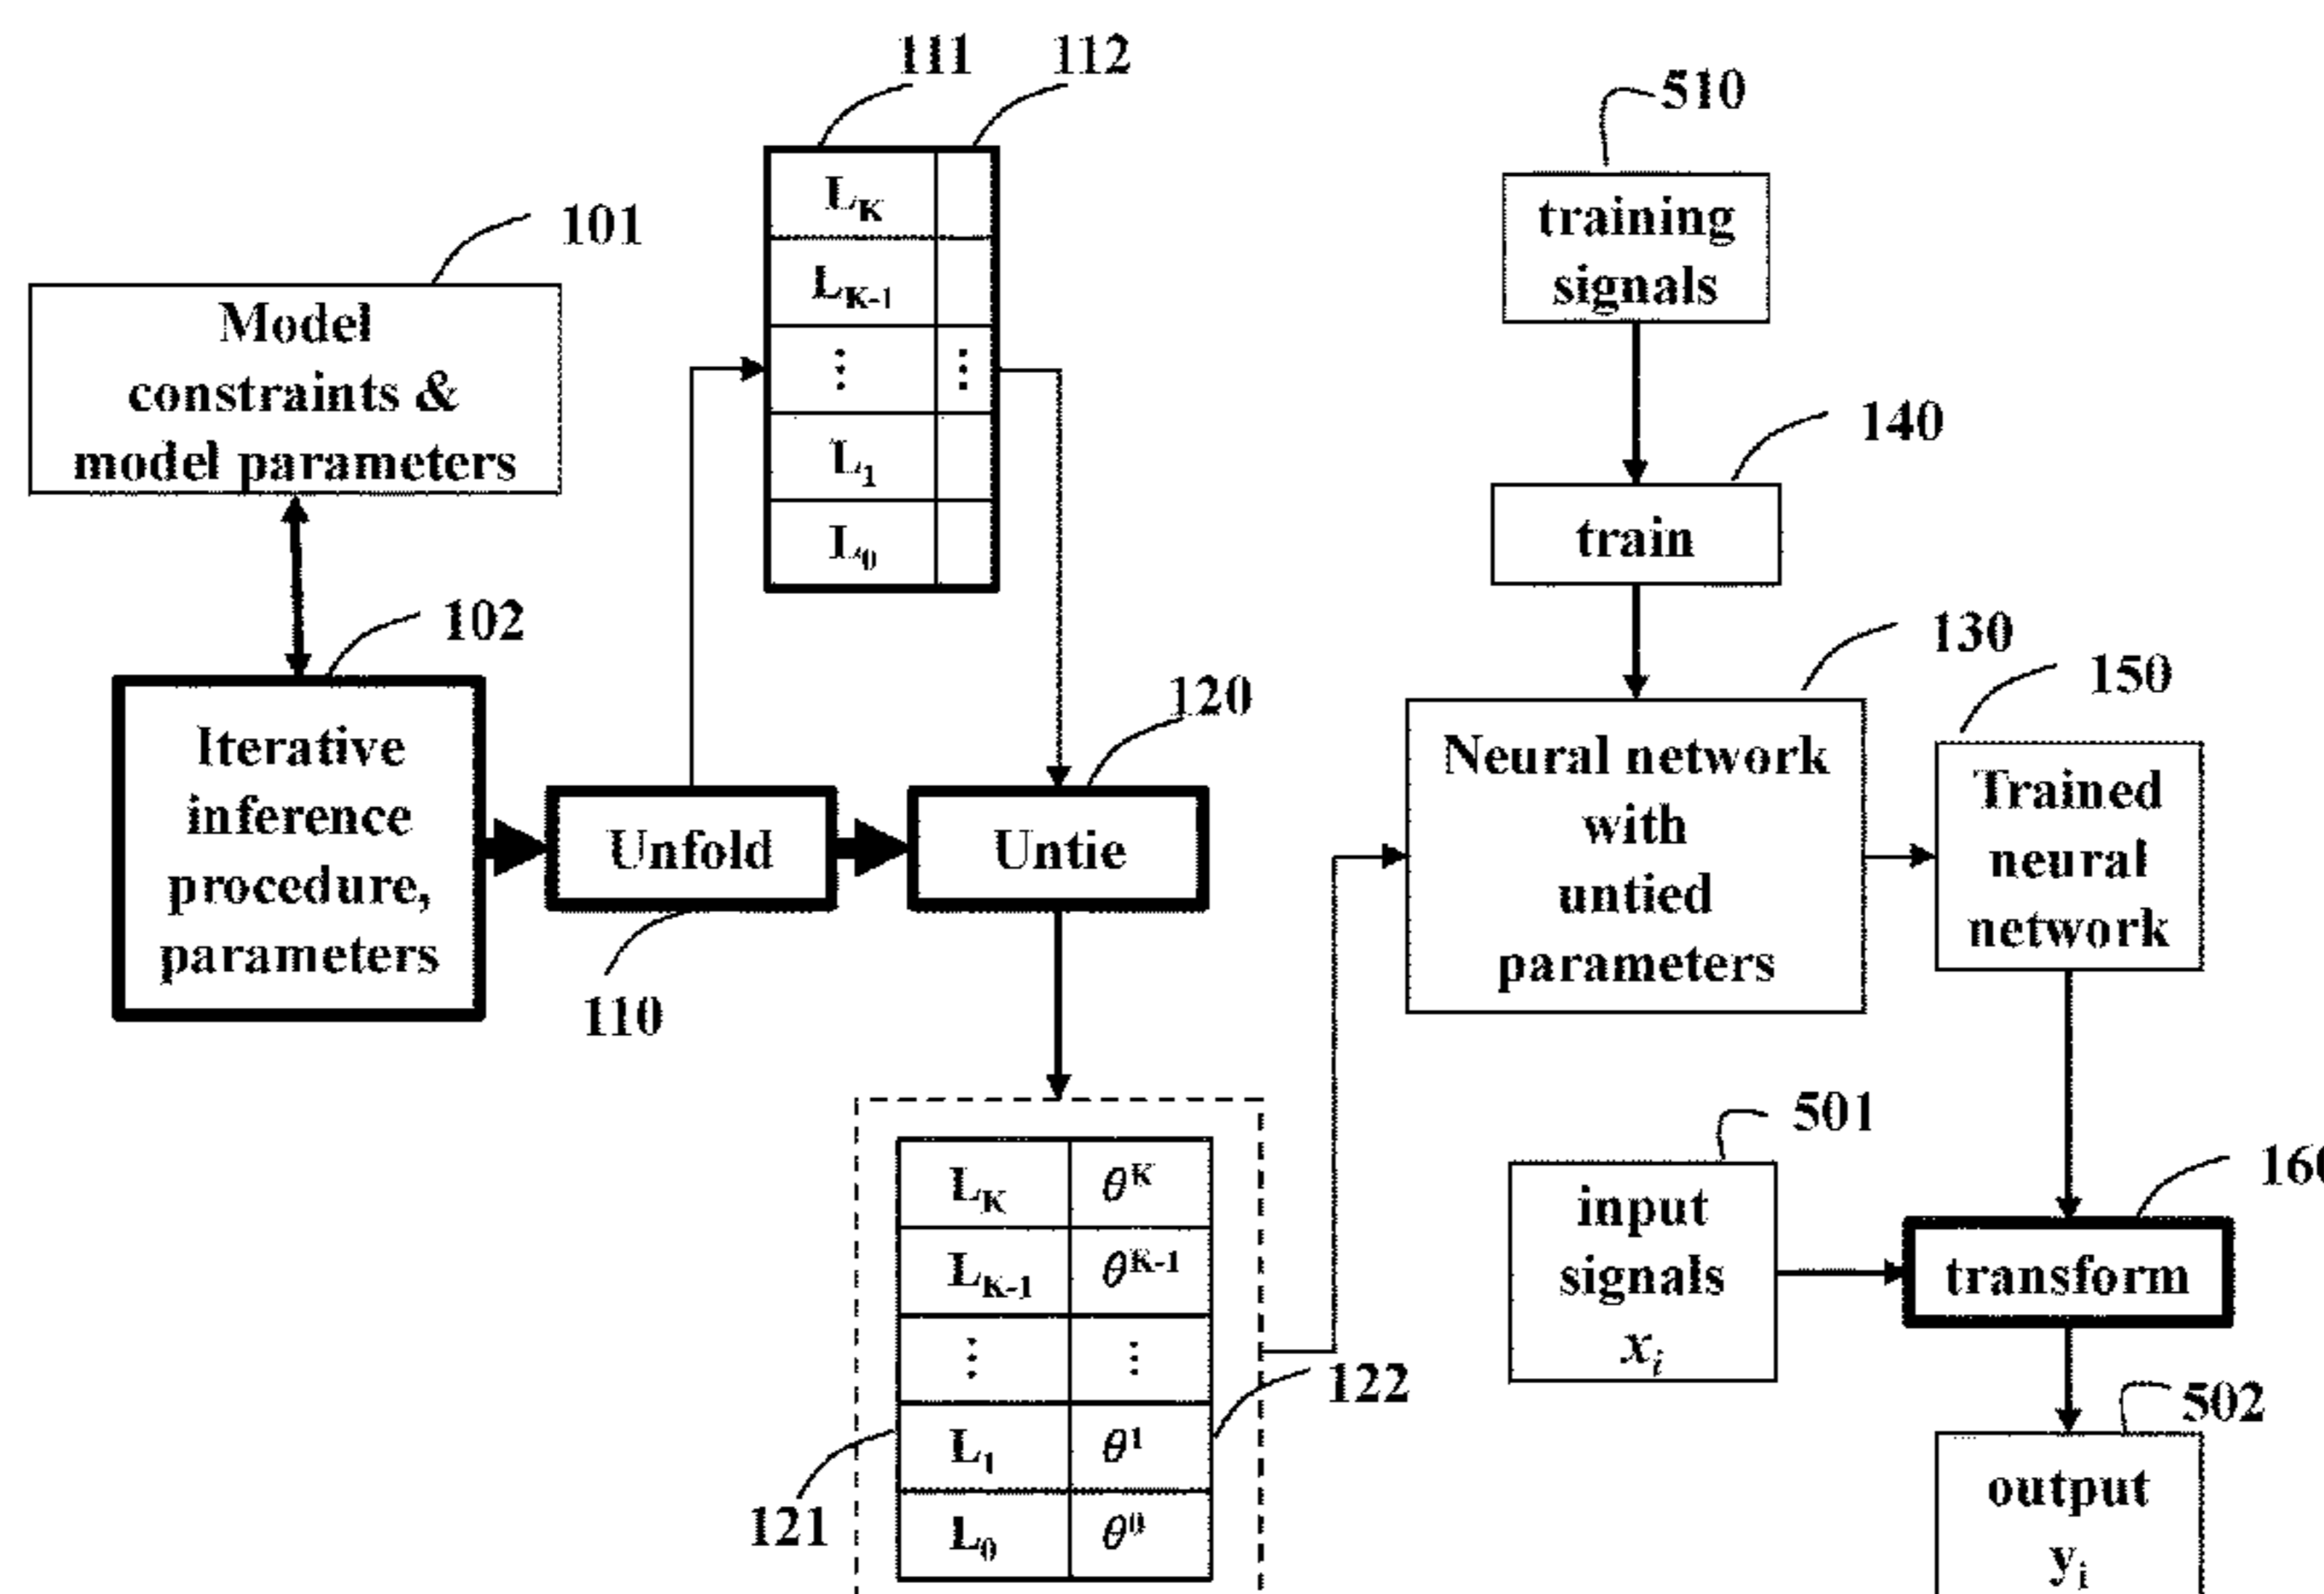 111
112
510
L_K
L_{K-1}
⋮ ⋮
L_1
L_0
training
signals
101
Model
constraints &
model parameters
140
train
102
Iterative
inference
procedure,
parameters
110
Unfold
120
Untie
130
Neural network
with
untied
parameters
150
Trained
neural
network
L_K θ^K
L_{K-1} θ^{K-1}
⋮ ⋮
L_1 θ^1
L_0 θ^0
121
122
501
input
signals
x_i
transform
502
output
y_i